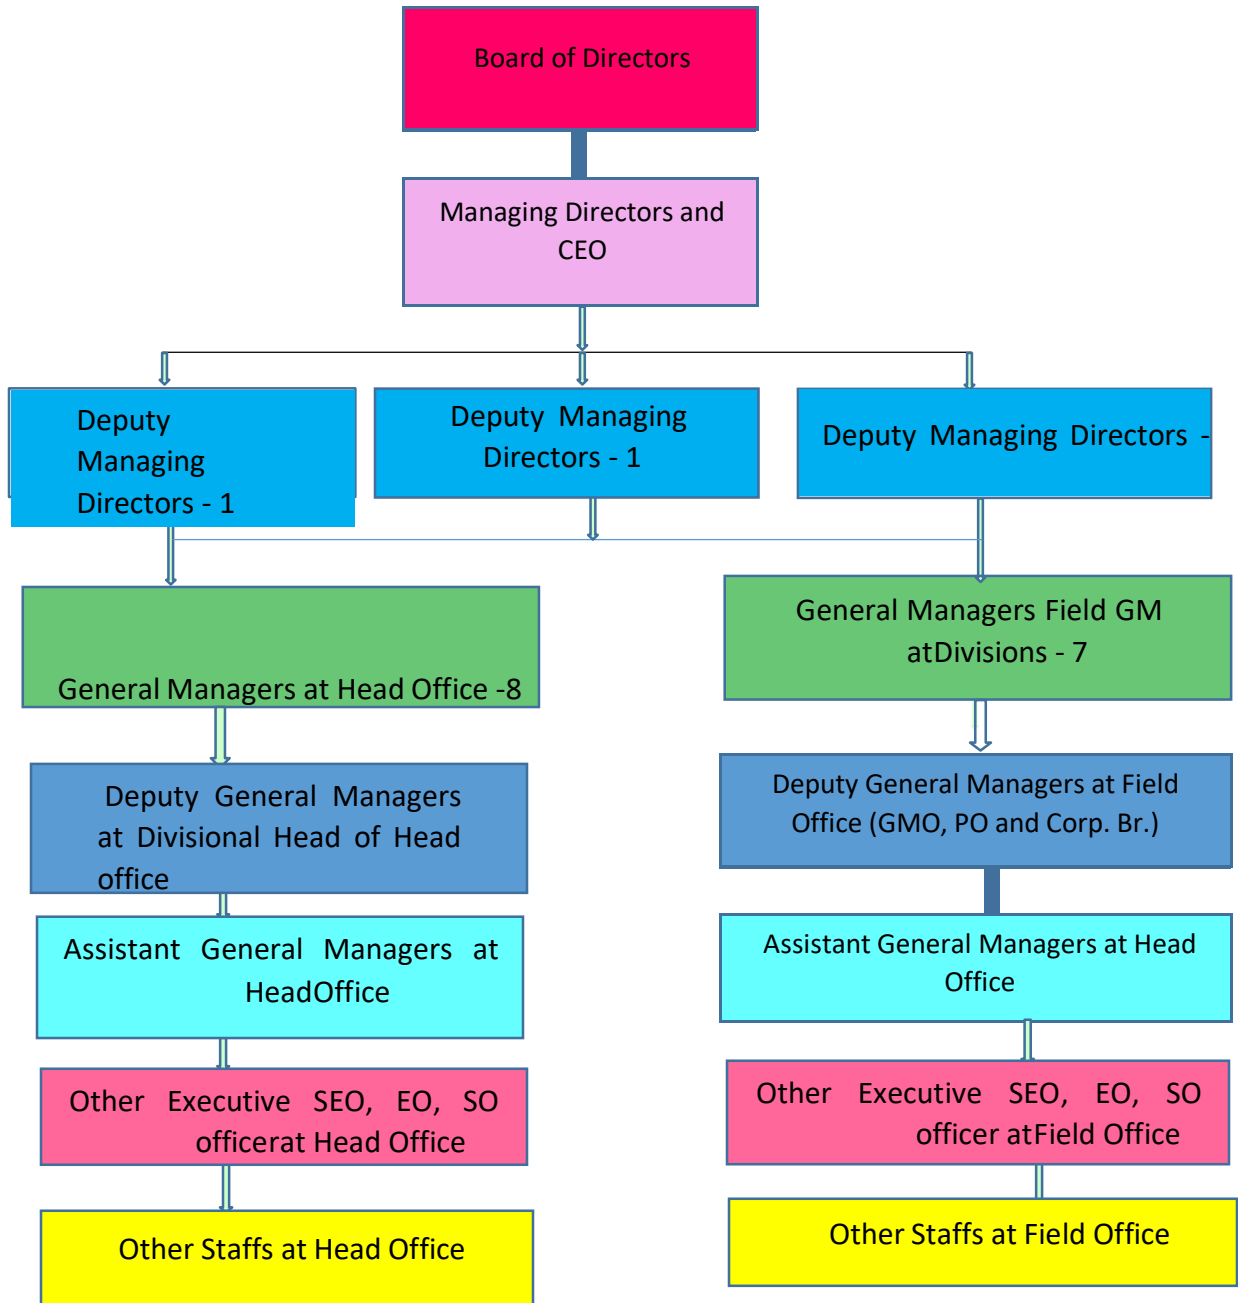 Board of Directors
Managing Directors and
CEO
Deputy
Managing
Directors - 1
Deputy Managing
Directors - 1
Deputy Managing Directors -
General Managers at Head Office -8
General Managers Field GM
atDivisions - 7
Deputy General Managers
at Divisional Head of Head
office
Deputy General Managers at Field
Office (GMO, PO and Corp. Br.)
Assistant General Managers at
HeadOffice
Assistant General Managers at Head
Office
Other Executive SEO, EO, SO
officerat Head Office
Other Executive SEO, EO, SO
officer atField Office
Other Staffs at Head Office
Other Staffs at Field Office